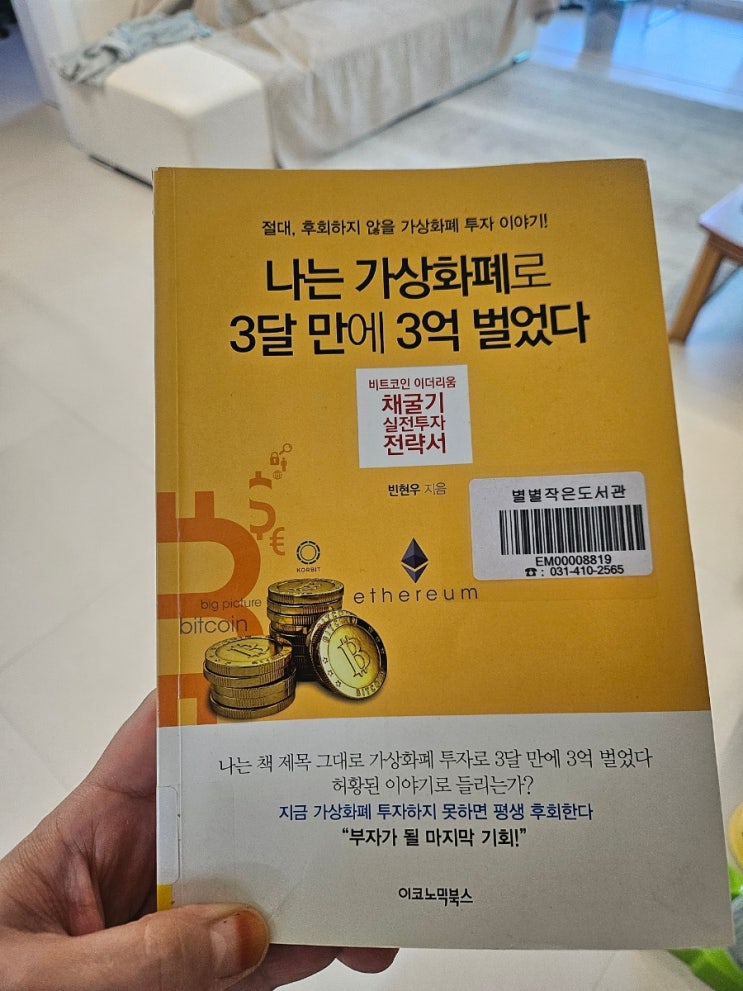 절대, 후회하지 않을 가상화폐 투자 이야기!
나는 가상화폐로
3달 만에 3억 벌었다
비트코인 이더리움
채굴기
실전투자
전략서
빈현우 지음
별별작은도서관
EM00008819
☎ : 031-410-2565
KORBIT
ethereum
big picture
bitcoin
나는 책 제목 그대로 가상화폐 투자로 3달 만에 3억 벌었다
허황된 이야기로 들리는가?
지금 가상화폐 투자하지 못하면 평생 후회한다
“부자가 될 마지막 기회!”
이코노믹북스